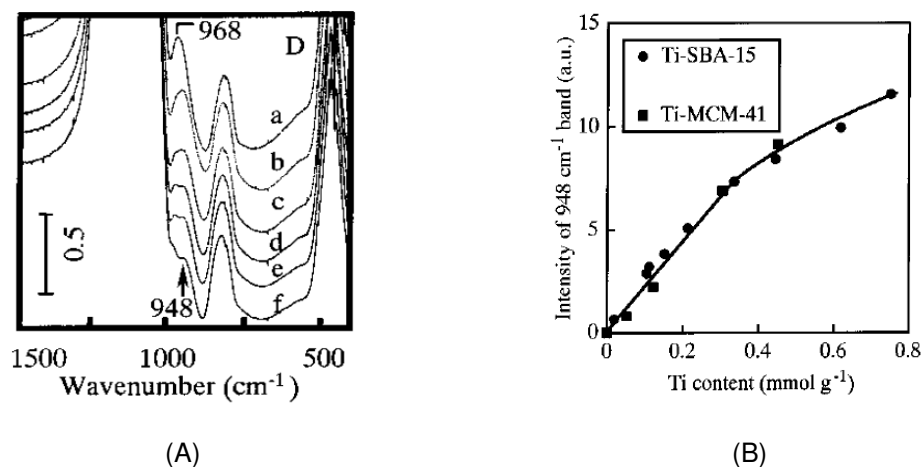 968
D
a
b
c
d
e
f
0.5
948
1500 1000 500
Wavenumber (cm⁻¹)
(A)
Intensity of 948 cm⁻¹ band (a.u.)
15
10
5
0
Ti-SBA-15
Ti-MCM-41
0 0.2 0.4 0.6 0.8
Ti content (mmol g⁻¹)
(B)